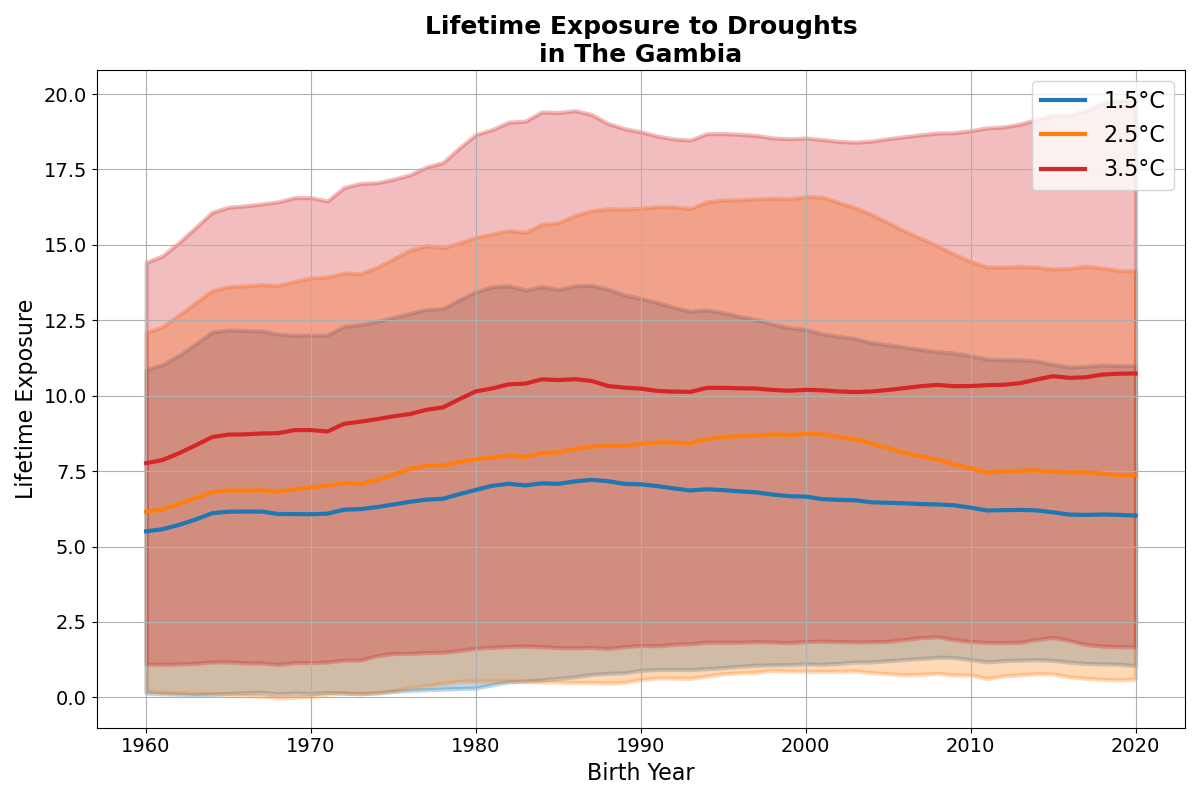 Lifetime Exposure to Droughts
in The Gambia
1.5°C
2.5°C
3.5°C
Lifetime Exposure
20.0
17.5
15.0
12.5
10.0
7.5
5.0
2.5
0.0
1960 1970 1980 1990 2000 2010 2020
Birth Year